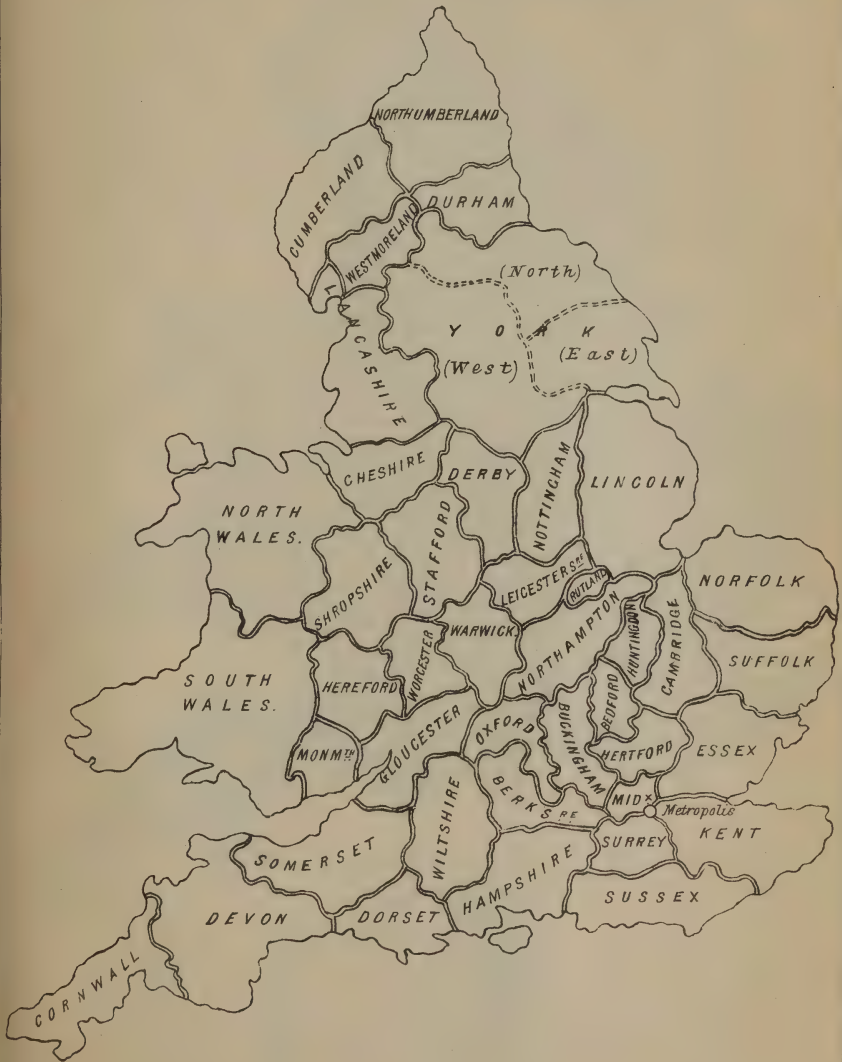 NORTHUMBERLAND
CUMBERLAND
DURHAM
WESTMORELAND
(North)
LANCASHIRE
YORK
(East)
(West)
CHESHIRE
DERBY
NOTTINGHAM
LINCOLN
NORTH
WALES.
STAFFORD
SHROPSHIRE
LEICESTERSRE
RUTLAND
NORFOLK
SOUTH
WALES.
HEREFORD
WORCESTER
WARWICK
NORTHAMPTON
HUNTINGDON
CAMBRIDGE
SUFFOLK
MONMTH
GLOUCESTER
OXFORD
BUCKINGHAM
BEDFORD
HERTFORD
ESSEX
BERKSRE
MIDX
Metropolis
KENT
SURREY
WILTSHIRE
SOMERSET
HAMPSHIRE
SUSSEX
DEVON
DORSET
CORNWALL